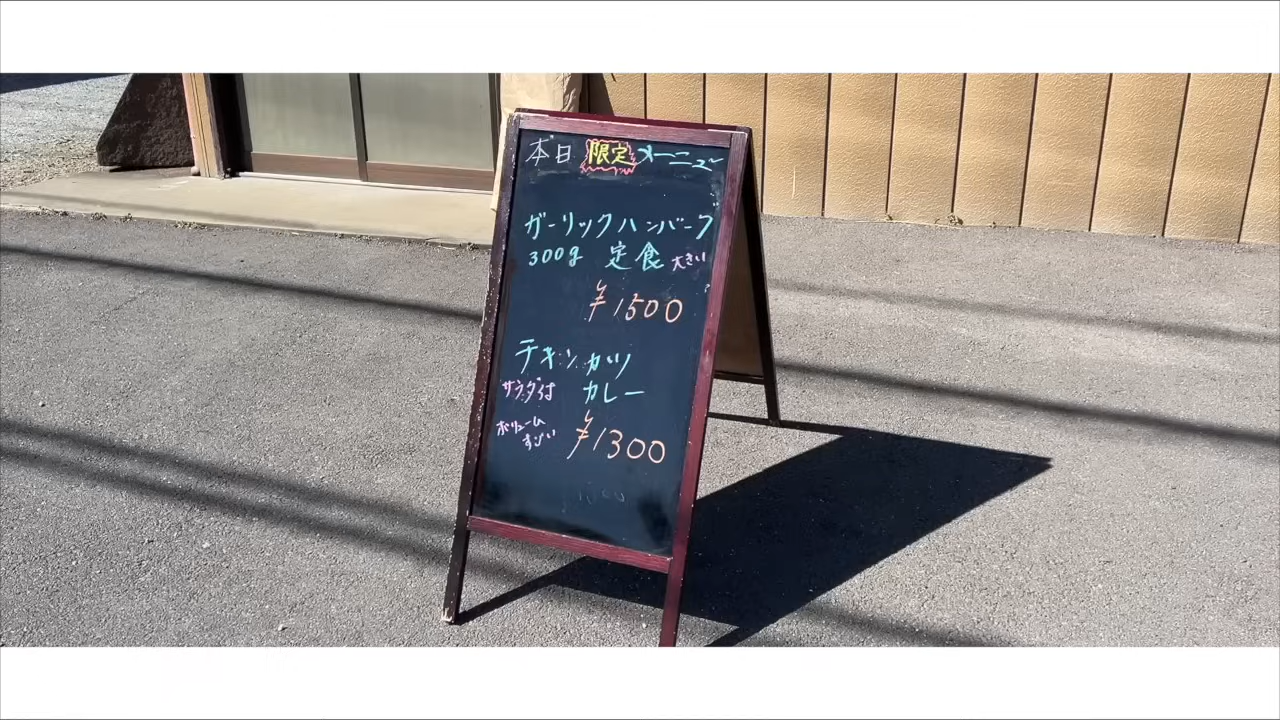 本日 限定 メニュー
ガーリックハンバーグ
300g 定食 大きい
¥1500
チキンカツ
サラダ付 カレー
ボリューム
すごい
¥1300